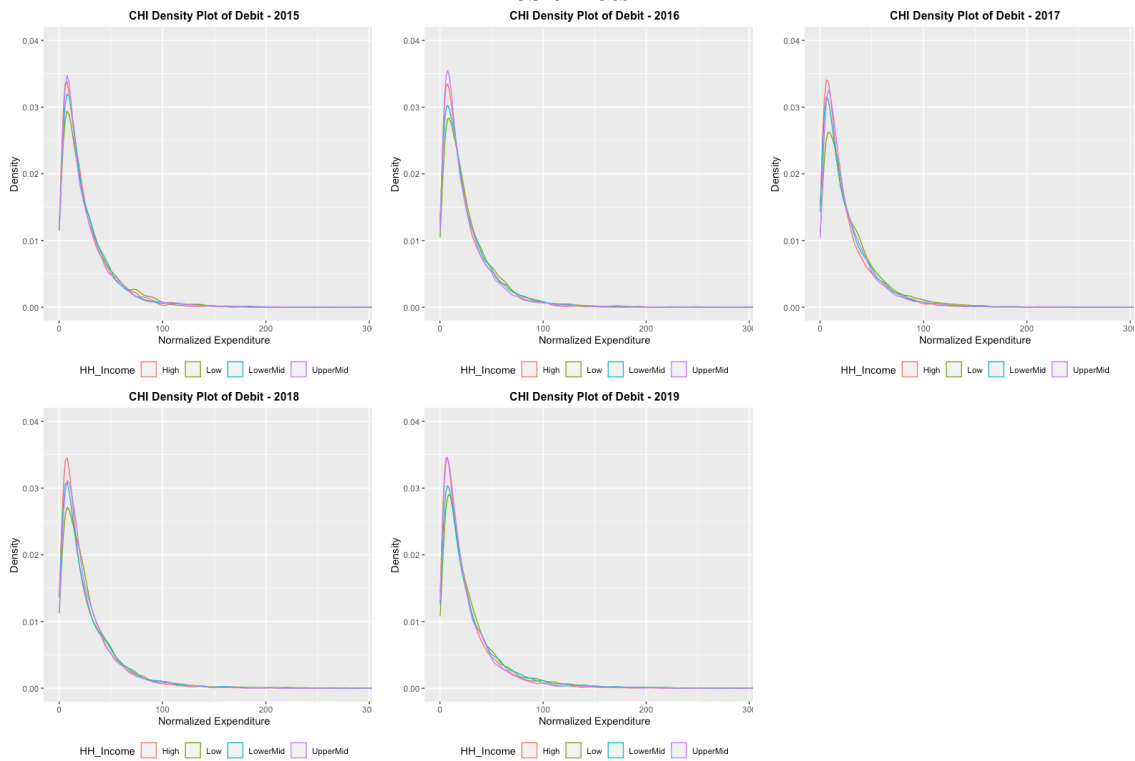 CHI Density Plot of Debit - 2015
0.04
0.03
0.02
0.01
0.00
Density
0 100 200 30
Normalized Expenditure
HH_Income High Low LowerMid UpperMid
CHI Density Plot of Debit - 2016
0.04
0.03
0.02
0.01
0.00
Density
0 100 200 300
Normalized Expenditure
HH_Income High Low LowerMid UpperMid
CHI Density Plot of Debit - 2017
0.04
0.03
0.02
0.01
0.00
Density
0 100 200 300
Normalized Expenditure
HH_Income High Low LowerMid UpperMid
CHI Density Plot of Debit - 2018
0.04
0.03
0.02
0.01
0.00
Density
0 100 200 30
Normalized Expenditure
HH_Income High Low LowerMid UpperMid
CHI Density Plot of Debit - 2019
0.04
0.03
0.02
0.01
0.00
Density
0 100 200 300
Normalized Expenditure
HH_Income High Low LowerMid UpperMid